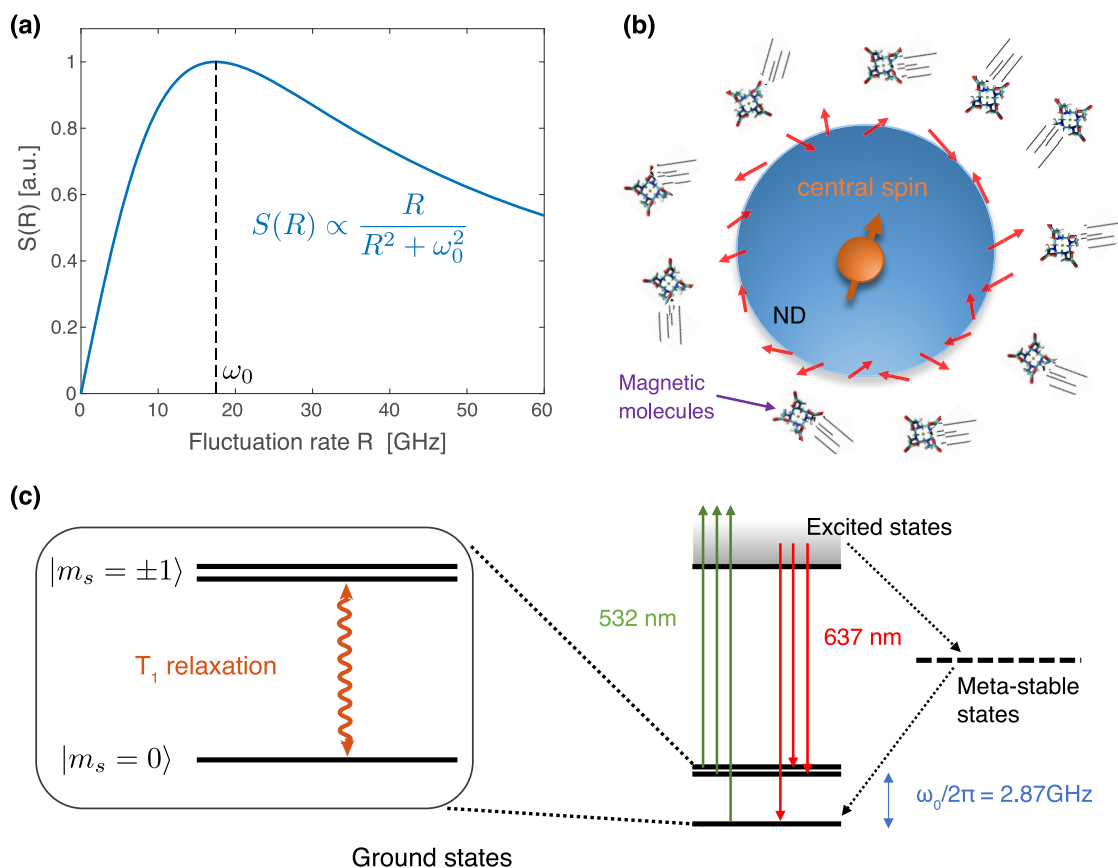 (a)
1
0.8
0.6
0.4
0.2
0
S(R) [a.u.]
S(R) ∝ R / (R² + ω₀²)
ω₀
0 10 20 30 40 50 60
Fluctuation rate R [GHz]
(b)
central spin
ND
Magnetic
molecules
(c)
|mₛ = ±1⟩
T₁ relaxation
|mₛ = 0⟩
Ground states
Excited states
532 nm
637 nm
Meta-stable
states
ω₀/2π = 2.87GHz